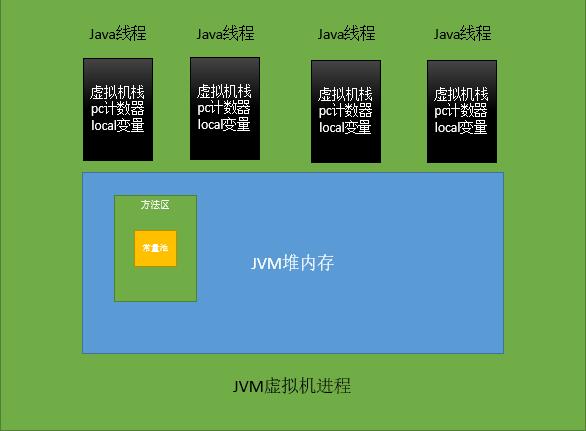 Java线程 Java线程 Java线程 Java线程
虚拟机栈
pc计数器
local变量
虚拟机栈
pc计数器
local变量
虚拟机栈
pc计数器
local变量
虚拟机栈
pc计数器
local变量
方法区
常量池
JVM堆内存
JVM虚拟机进程